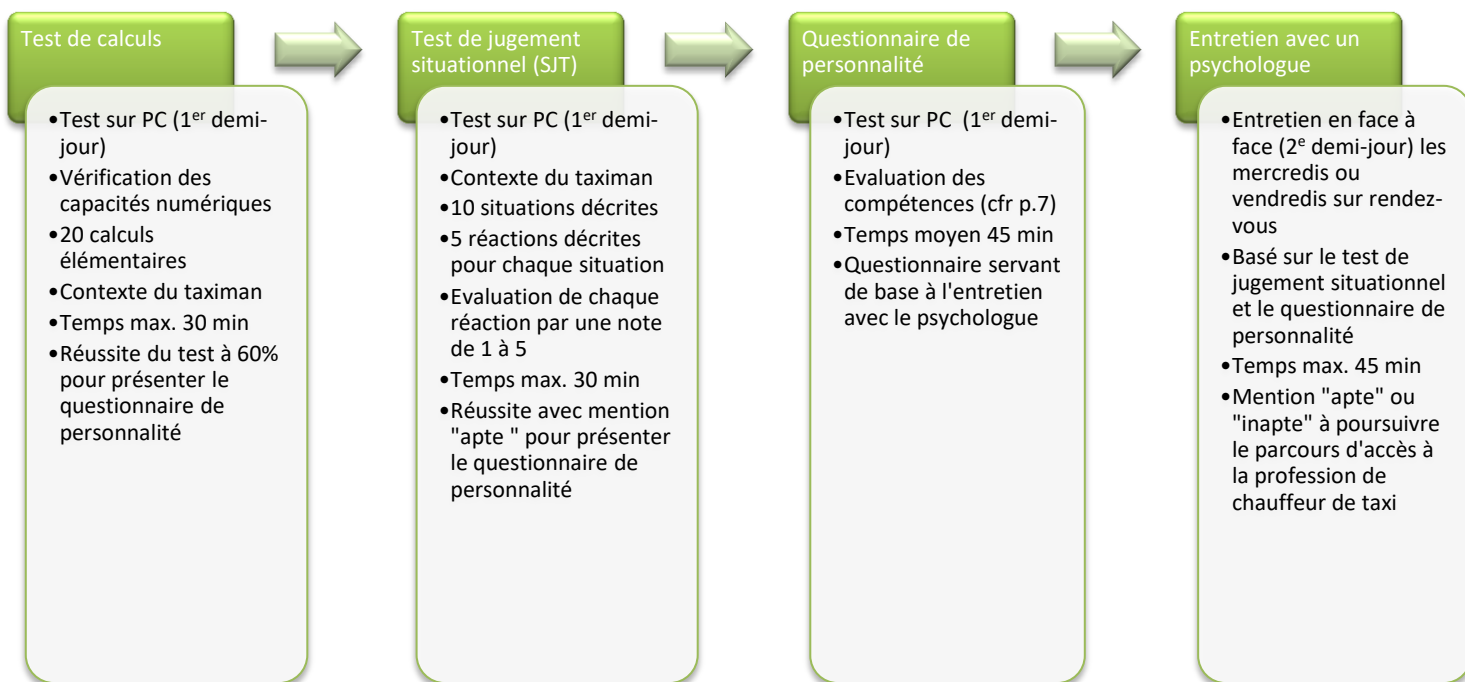 Test de calculs
•Test sur PC (1er demi-
jour)
•Vérification des
capacités numériques
•20 calculs
élémentaires
•Contexte du taximan
•Temps max. 30 min
•Réussite du test à 60%
pour présenter le
questionnaire de
personnalité
Test de jugement
situationnel (SJT)
•Test sur PC (1er demi-
jour)
•Contexte du taximan
•10 situations décrites
•5 réactions décrites
pour chaque situation
•Evaluation de chaque
réaction par une note
de 1 à 5
•Temps max. 30 min
•Réussite avec mention
"apte " pour présenter
le questionnaire de
personnalité
Questionnaire de
personnalité
•Test sur PC (1er demi-
jour)
•Evaluation des
compétences (cfr p.7)
•Temps moyen 45 min
•Questionnaire servant
de base à l'entretien
avec le psychologue
Entretien avec un
psychologue
•Entretien en face à
face (2e demi-jour) les
mercredis ou
vendredis sur rendez-
vous
•Basé sur le test de
jugement situationnel
et le questionnaire de
personnalité
•Temps max. 45 min
•Mention "apte" ou
"inapte" à poursuivre
le parcours d'accès à
la profession de
chauffeur de taxi